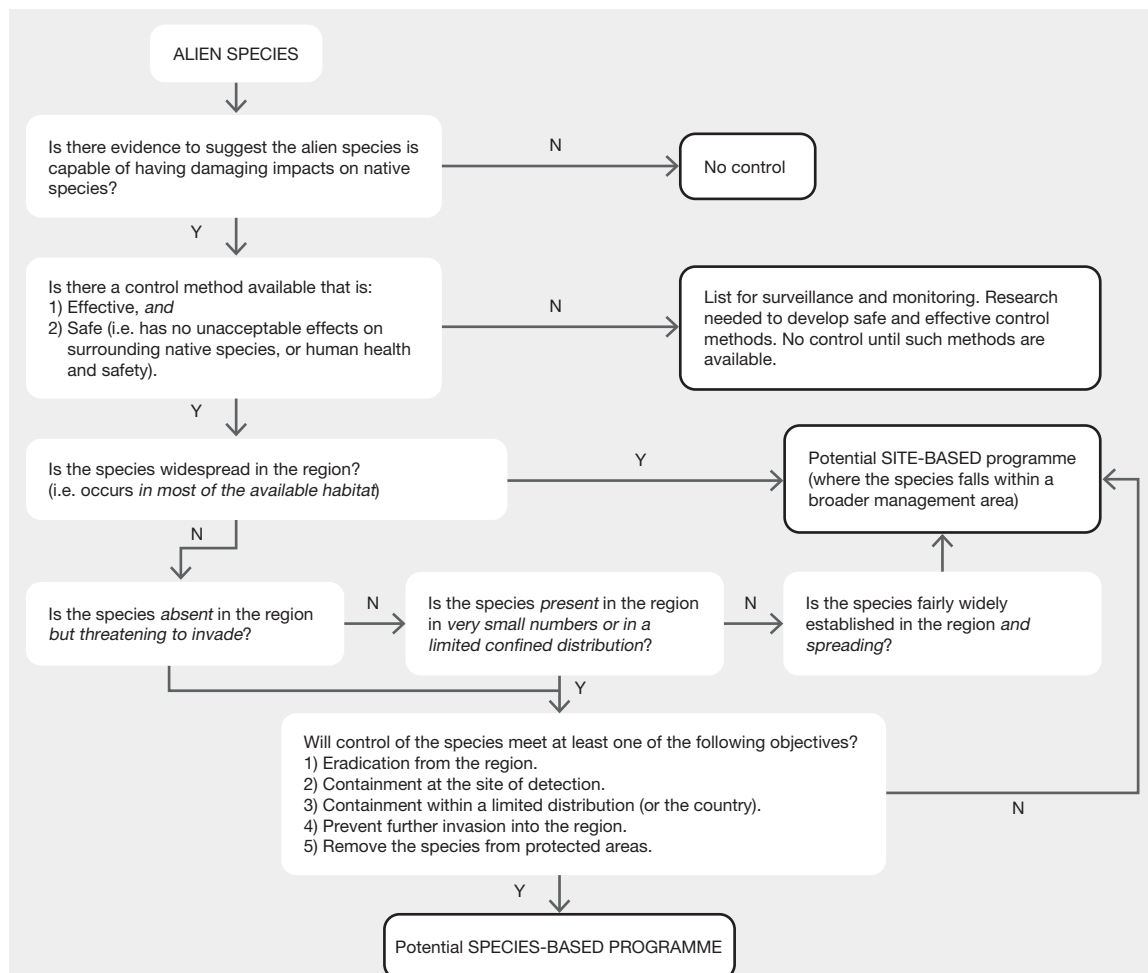 ALIEN SPECIES
Is there evidence to suggest the alien species is
capable of having damaging impacts on native
species?
N
No control
Y
Is there a control method available that is:
1) Effective, and
2) Safe (i.e. has no unacceptable effects on
surrounding native species, or human health
and safety).
N
List for surveillance and monitoring. Research
needed to develop safe and effective control
methods. No control until such methods are
available.
Y
Is the species widespread in the region?
(i.e. occurs in most of the available habitat)
Y
Potential SITE-BASED programme
(where the species falls within a
broader management area)
N
Is the species absent in the region
but threatening to invade?
N
Is the species present in the region
in very small numbers or in a
limited confined distribution?
N
Is the species fairly widely
established in the region and
spreading?
Y
Will control of the species meet at least one of the following objectives?
1) Eradication from the region.
2) Containment at the site of detection.
3) Containment within a limited distribution (or the country).
4) Prevent further invasion into the region.
5) Remove the species from protected areas.
N
Y
Potential SPECIES-BASED PROGRAMME